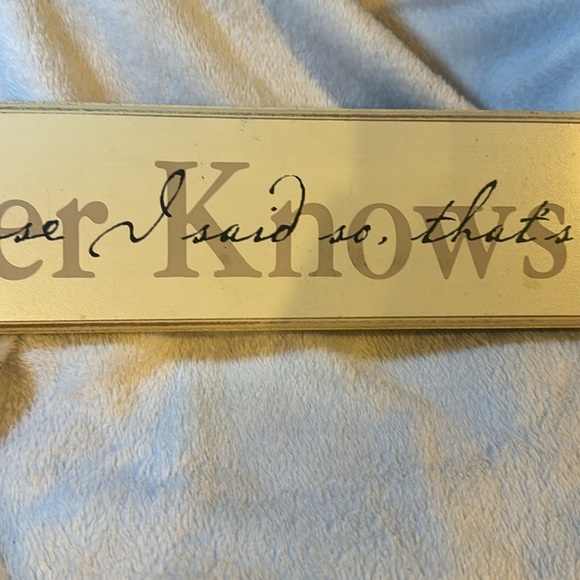 er Knows
se I said so, that's